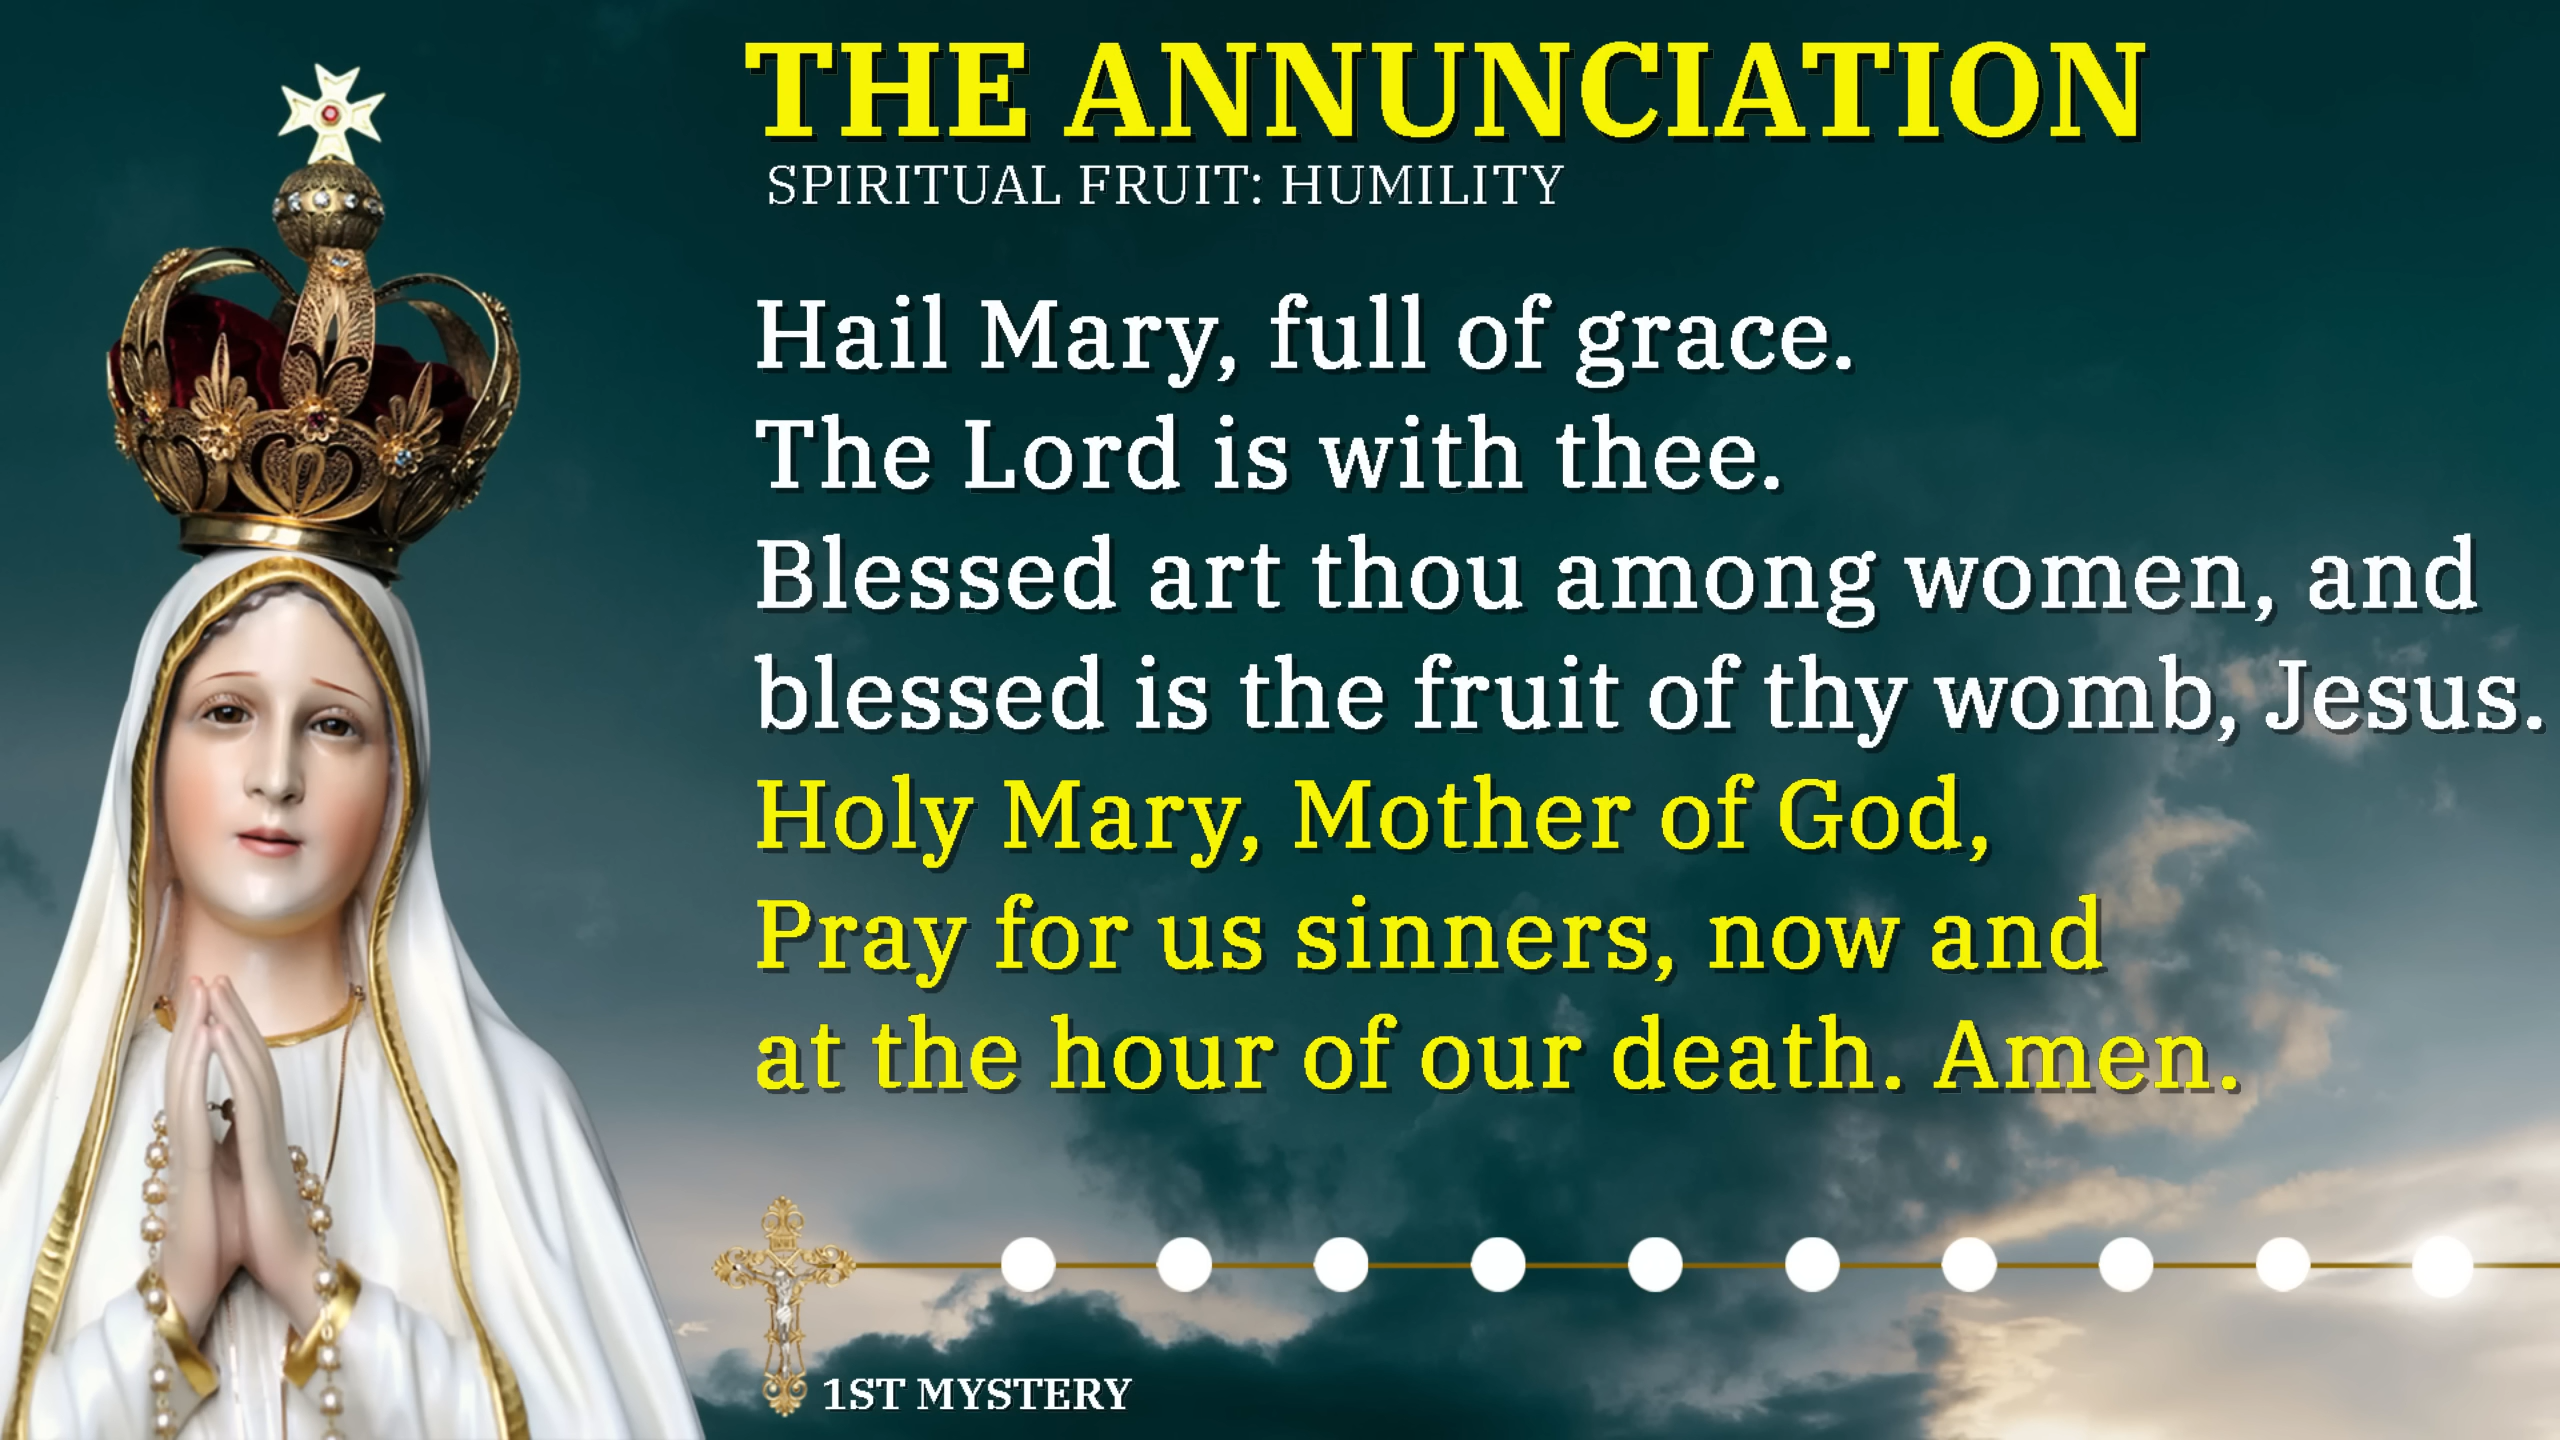 THE ANNUNCIATION
SPIRITUAL FRUIT: HUMILITY
Hail Mary, full of grace.
The Lord is with thee.
Blessed art thou among women, and
blessed is the fruit of thy womb, Jesus.
Holy Mary, Mother of God,
Pray for us sinners, now and
at the hour of our death. Amen.
1ST MYSTERY